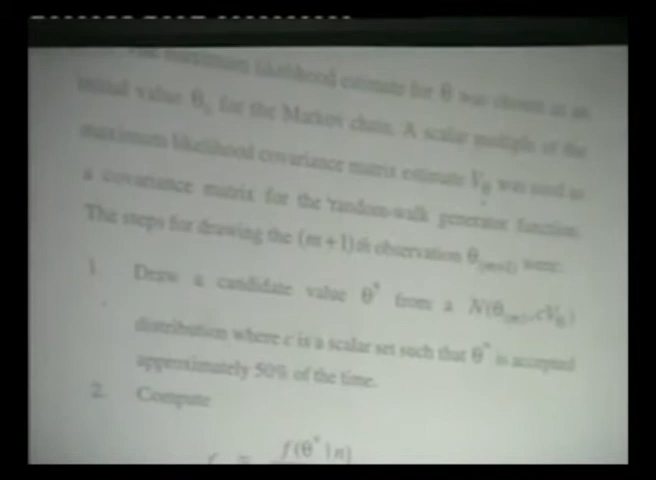 The maximum likelihood estimate for θ was chosen as an
initial value θ₀ for the Markov chain. A scalar multiple of the
maximum likelihood covariance matrix estimate V_θ was used as
a covariance matrix for the random-walk generator function.
The steps for drawing the (m+1)th observation θ₍ₘ₊₁₎ were:
1. Draw a candidate value θ* from a N(θ₍ₘ₎,cV_θ)
distribution where c is a scalar set such that θ* is accepted
approximately 50% of the time.
2. Compute
r = f(θ*|n)